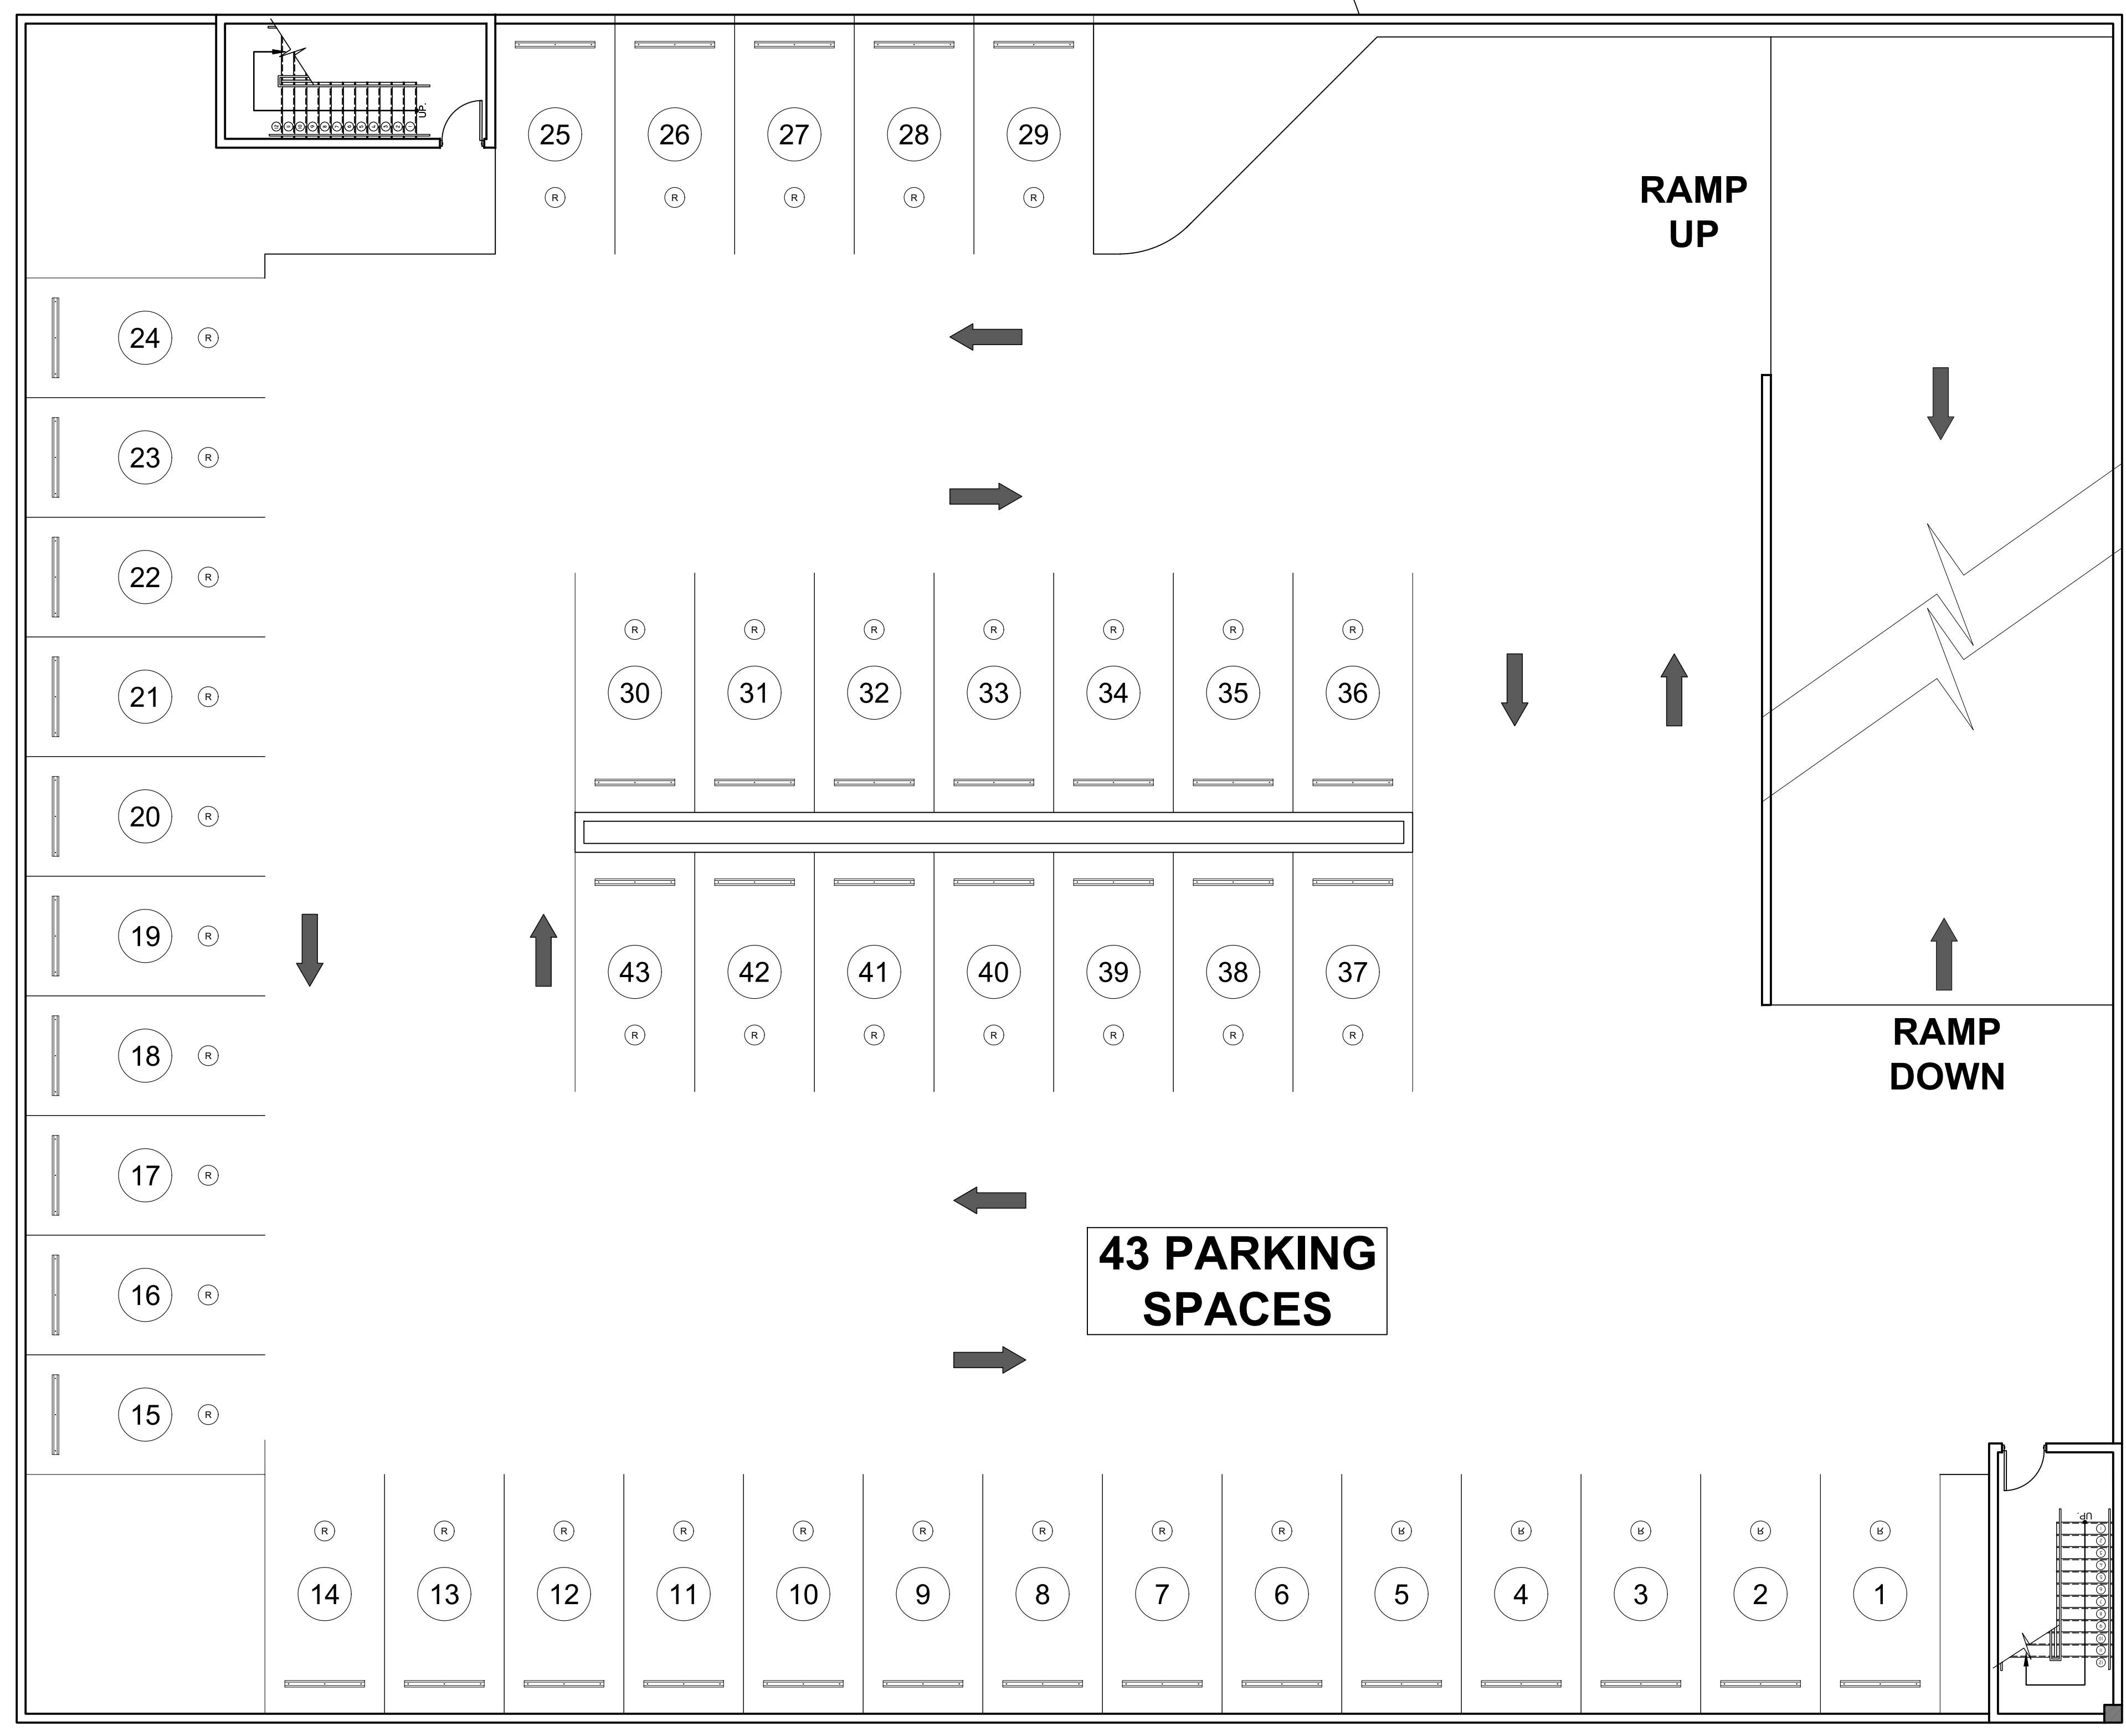 UP.
25 26 27 28 29
R R R R R
RAMP
UP
24 R
23 R
22 R
R R R R R R R
21 R
30 31 32 33 34 35 36
20 R
19 R
43 42 41 40 39 38 37
R R R R R R R
18 R
RAMP
DOWN
17 R
43 PARKING
SPACES
16 R
15 R
UP.
R R R R R R R R R R R R R R
14 13 12 11 10 9 8 7 6 5 4 3 2 1